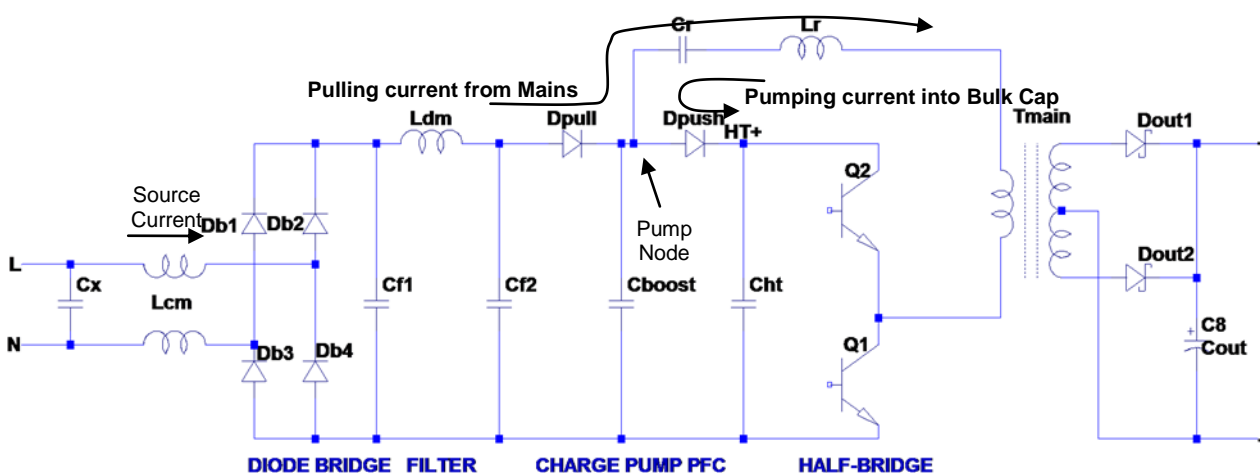 Cr
Lr
Pulling current from Mains
Pumping current into Bulk Cap
Ldm
Dpull
Dpush
HT+
Tmain
Dout1
Q2
Source
Current
Db1
Db2
Pump
Node
Dout2
L
Cx
Lcm
Cf1
Cf2
Cboost
Cht
N
Db3
Db4
Q1
+
C8
Cout
DIODE BRIDGE
FILTER
CHARGE PUMP PFC
HALF-BRIDGE